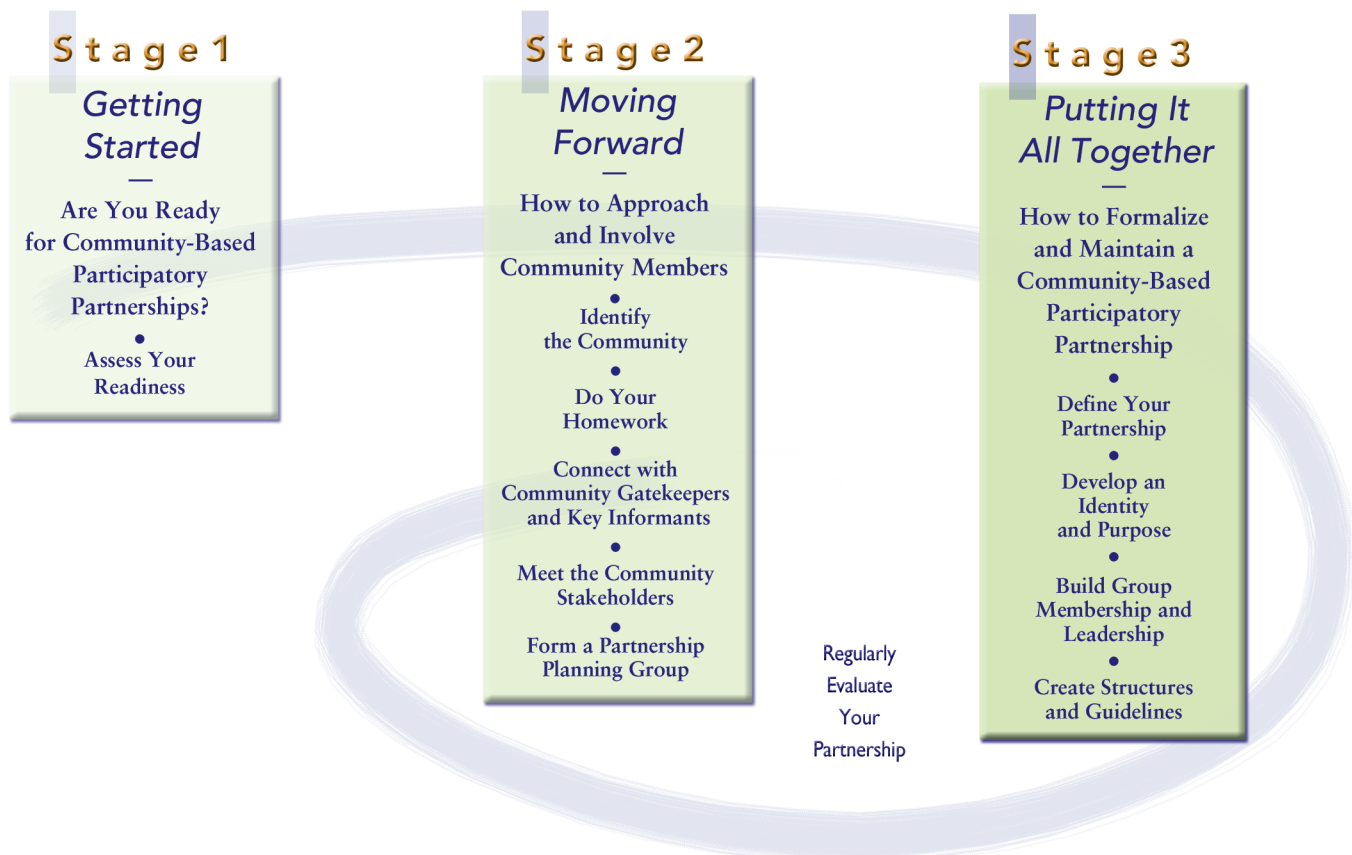 Stage 1
Getting
Started
—
Are You Ready
for Community-Based
Participatory
Partnerships?
•
Assess Your
Readiness
Stage 2
Moving
Forward
—
How to Approach
and Involve
Community Members
•
Identify
the Community
•
Do Your
Homework
•
Connect with
Community Gatekeepers
and Key Informants
•
Meet the Community
Stakeholders
•
Form a Partnership
Planning Group
Regularly
Evaluate
Your
Partnership
Stage 3
Putting It
All Together
—
How to Formalize
and Maintain a
Community-Based
Participatory
Partnership
•
Define Your
Partnership
•
Develop an
Identity
and Purpose
•
Build Group
Membership and
Leadership
•
Create Structures
and Guidelines